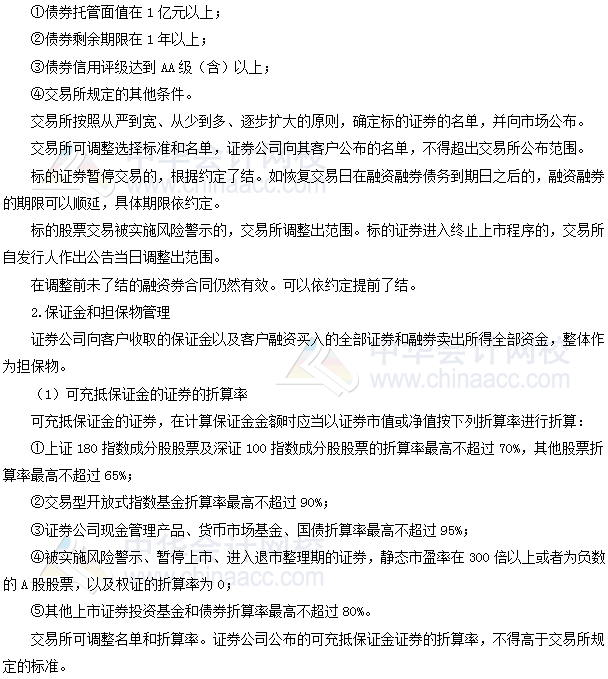 ①债券托管面值在 1 亿元以上；
②债券剩余期限在 1 年以上；
③债券信用评级达到 AA 级（含）以上；
④交易所规定的其他条件。
交易所按照从严到宽、从少到多、逐步扩大的原则，确定标的证券的名单，并向市场公布。
交易所可调整选择标准和名单，证券公司向其客户公布的名单，不得超出交易所公布范围。
标的证券暂停交易的，根据约定了结。如恢复交易日在融资融券债务到期日之后的，融资融券
的期限可以顺延，具体期限依约定。
标的股票交易被实施风险警示的，交易所调整出范围。标的证券进入终止上市程序的，交易所
自发行人作出公告当日调整出范围。
在调整前未了结的融资券合同仍然有效。可以依约定提前了结。
2.保证金和担保物管理
证券公司向客户收取的保证金以及客户融资买入的全部证券和融券卖出所得全部资金，整体作
为担保物。
（1）可充抵保证金的证券的折算率
可充抵保证金的证券，在计算保证金金额时应当以证券市值或净值按下列折算率进行折算：
①上证 180 指数成分股股票及深证 100 指数成分股股票的折算率最高不超过 70%，其他股票折
算率最高不超过 65%；
②交易型开放式指数基金折算率最高不超过 90%；
③证券公司现金管理产品、货币市场基金、国债折算率最高不超过 95%；
④被实施风险警示、暂停上市、进入退市整理期的证券，静态市盈率在 300 倍以上或者为负数
的 A 股股票，以及权证的折算率为 0；
⑤其他上市证券投资基金和债券折算率最高不超过 80%。
交易所可调整名单和折算率。证券公司公布的可充抵保证金证券的折算率，不得高于交易所规
定的标准。
中华会计网校
www.chinaacc.com
中华会计网校
www.chinaacc.com
中华会计网校
www.chinaacc.com